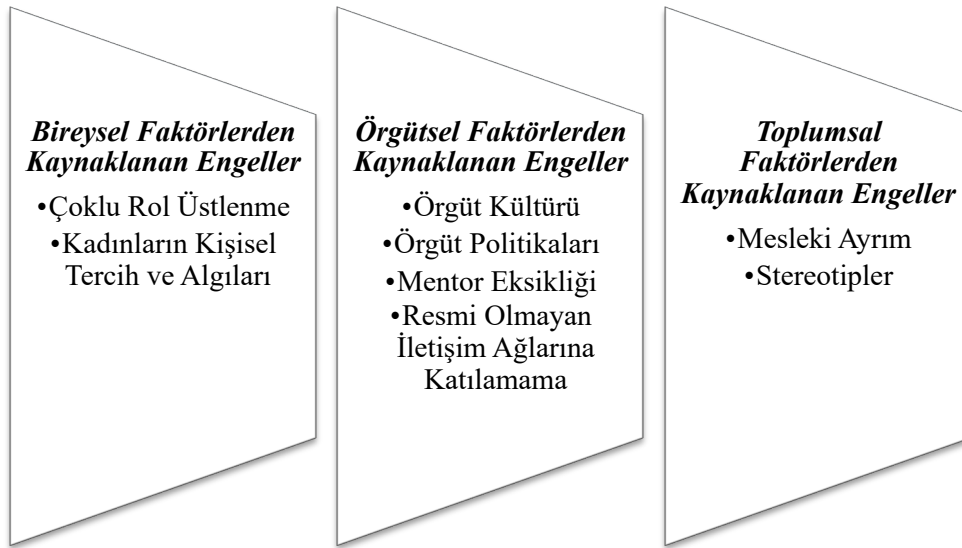 Bireysel Faktörlerden
Kaynaklanan Engeller
•Çoklu Rol Üstlenme
•Kadınların Kişisel
Tercih ve Algıları
Örgütsel Faktörlerden
Kaynaklanan Engeller
•Örgüt Kültürü
•Örgüt Politikaları
•Mentor Eksikliği
•Resmi Olmayan
İletişim Ağlarına
Katılamama
Toplumsal
Faktörlerden
Kaynaklanan Engeller
•Mesleki Ayrım
•Stereotipler